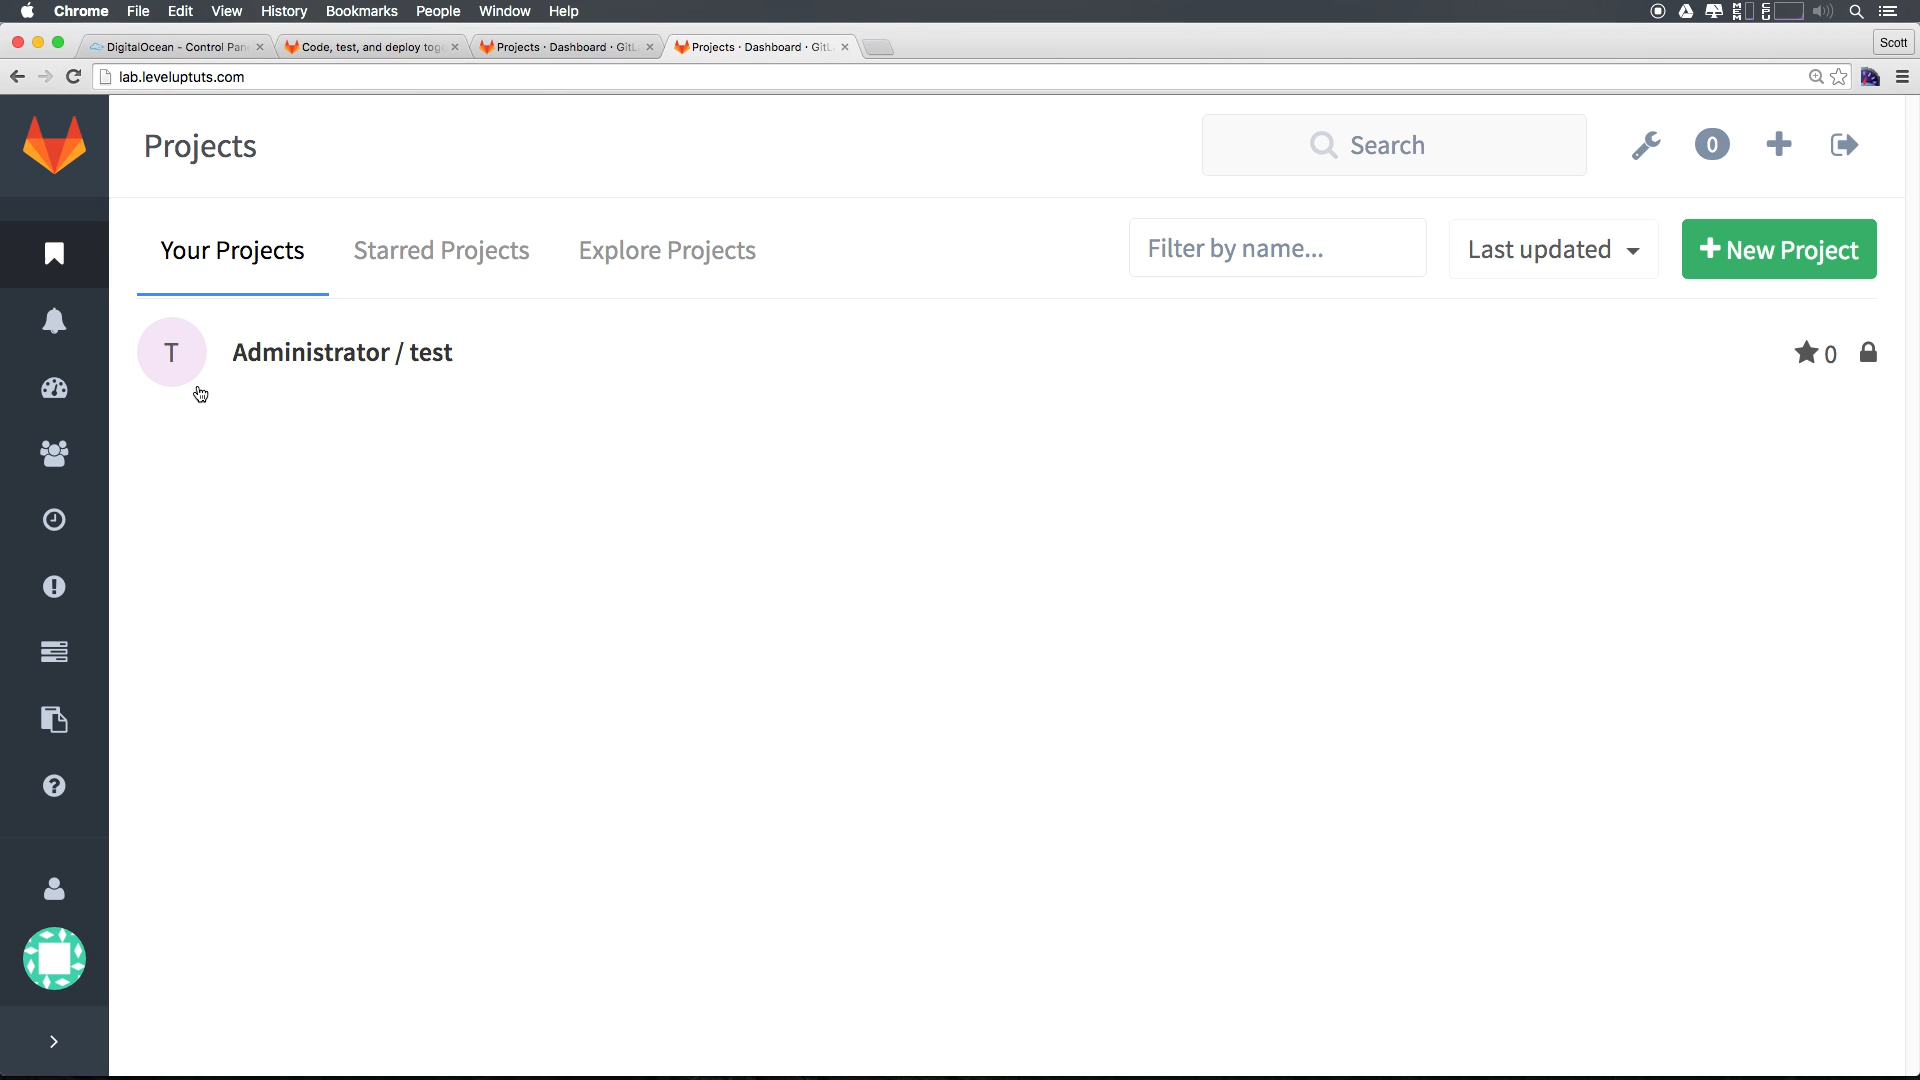 Chrome File Edit View History Bookmarks People Window Help
DigitalOcean - Control Pan
Code, test, and deploy tog
Projects · Dashboard · GitL
Projects · Dashboard · GitL
Scott
lab.leveluptuts.com
Projects
Search
0
Your Projects
Starred Projects
Explore Projects
Filter by name...
Last updated
New Project
T
Administrator / test
0